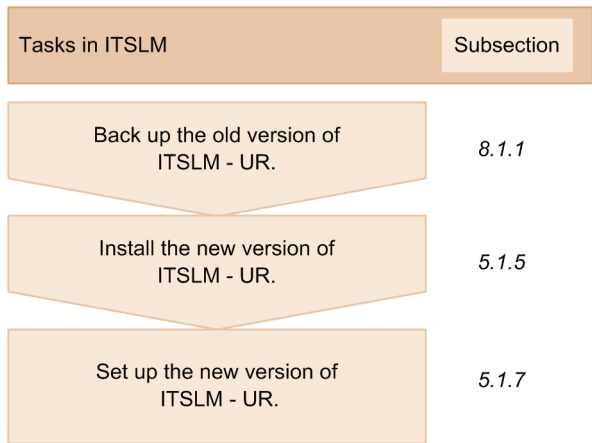 Tasks in ITSLM
Subsection
Back up the old version of
ITSLM - UR.
8.1.1
Install the new version of
ITSLM - UR.
5.1.5
Set up the new version of
ITSLM - UR.
5.1.7